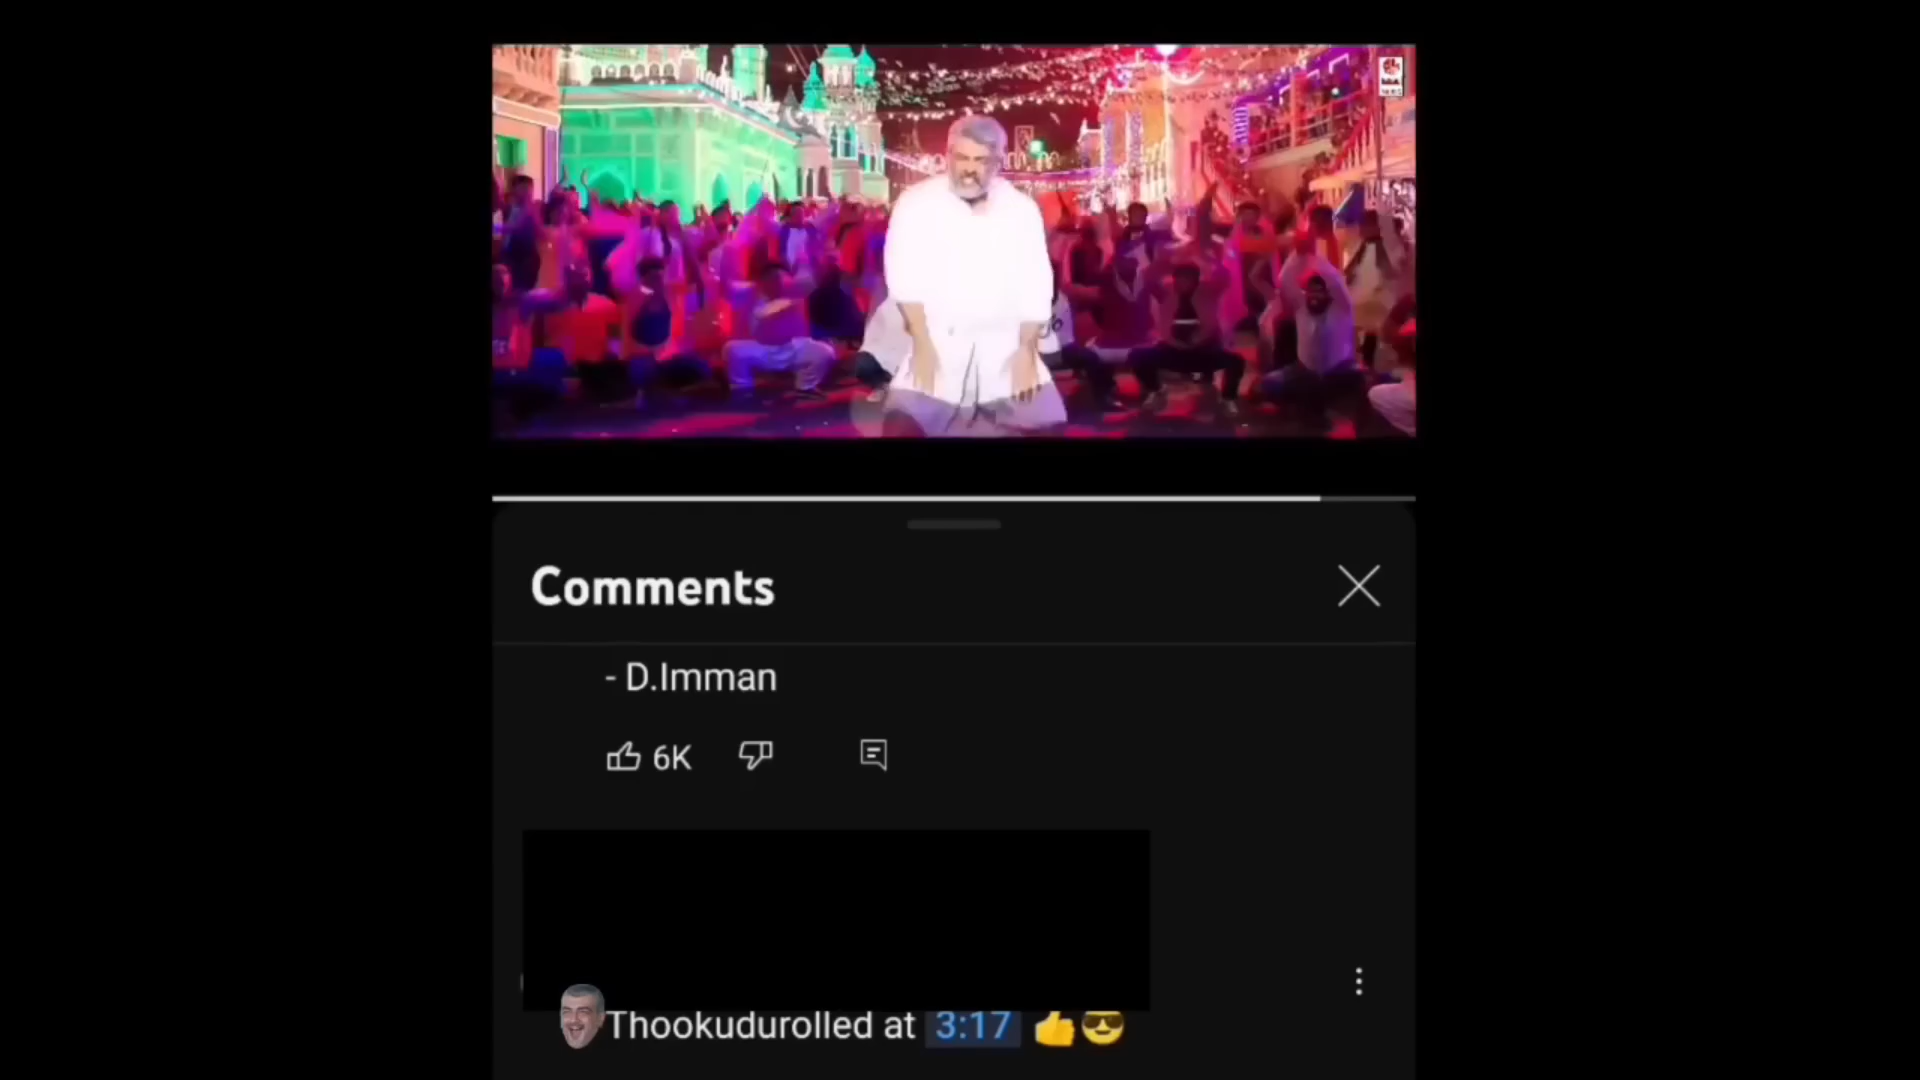 Comments
- D.Imman
6K
Thookudurolled at 3:17 👍😎